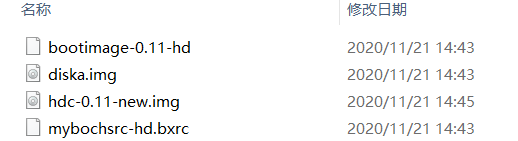 名称 修改日期
bootimage-0.11-hd 2020/11/21 14:43
diska.img 2020/11/21 14:43
hdc-0.11-new.img 2020/11/21 14:45
mybochsrc-hd.bxrc 2020/11/21 14:43